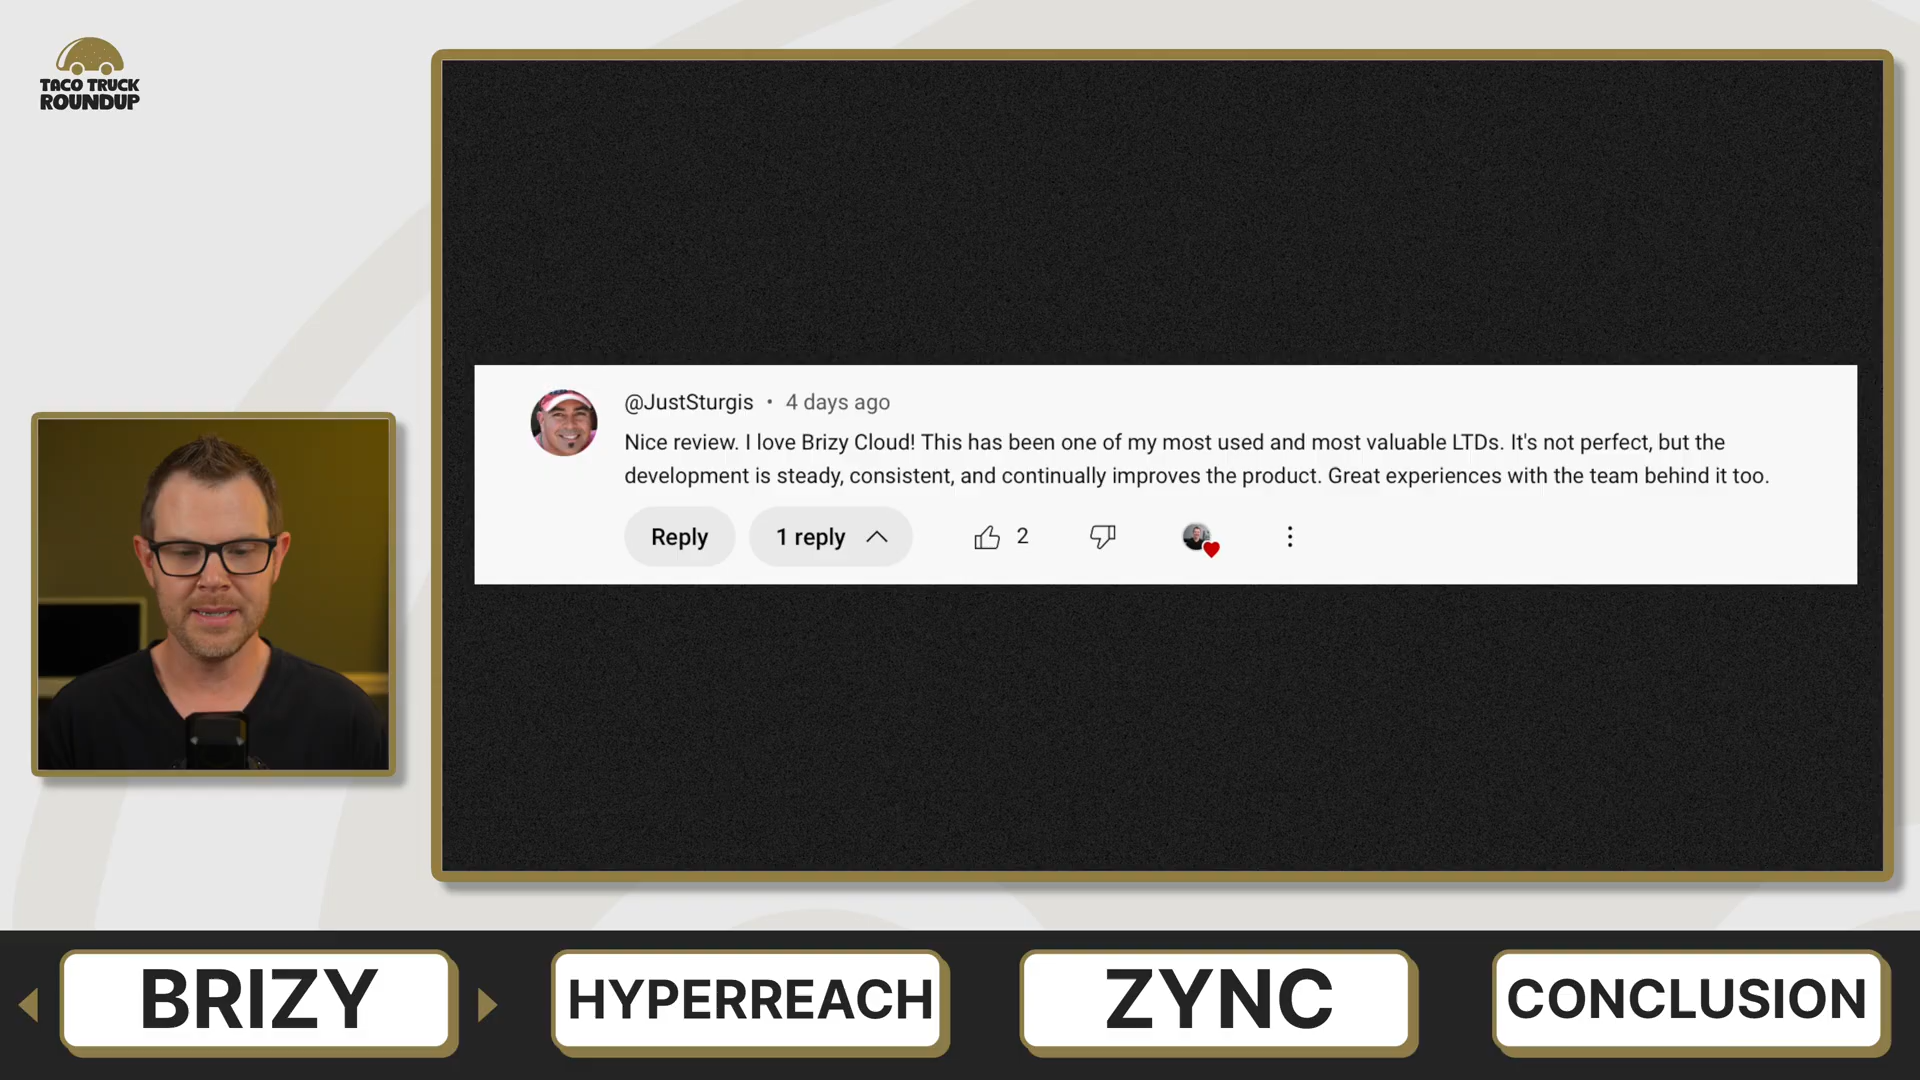 TACO TRUCK
ROUNDUP
@JustSturgis • 4 days ago
Nice review. I love Brizy Cloud! This has been one of my most used and most valuable LTDs. It's not perfect, but the
development is steady, consistent, and continually improves the product. Great experiences with the team behind it too.
Reply 1 reply 2
BRIZY HYPERREACH ZYNC CONCLUSION